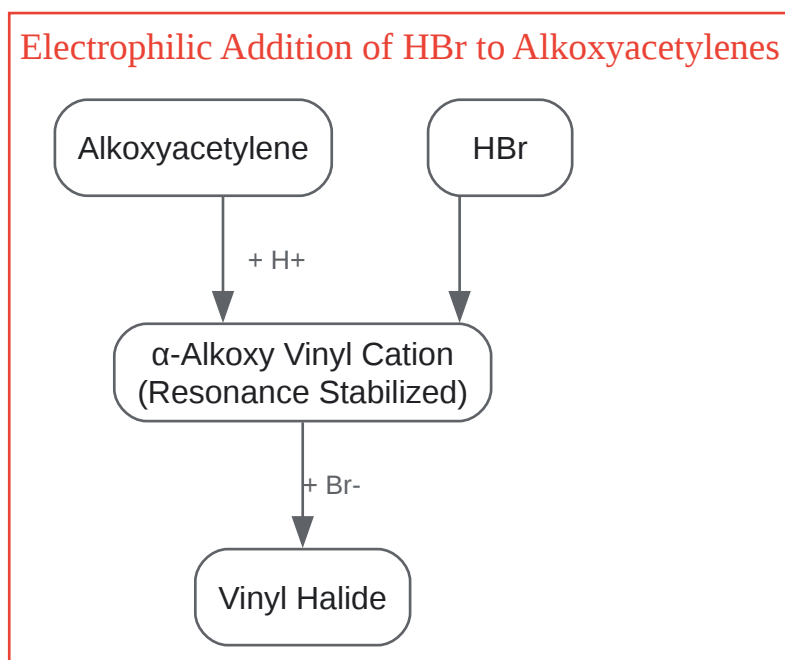 Electrophilic Addition of HBr to Alkoxyacetylenes
Alkoxyacetylene
HBr
+ H+
α-Alkoxy Vinyl Cation
(Resonance Stabilized)
+ Br-
Vinyl Halide